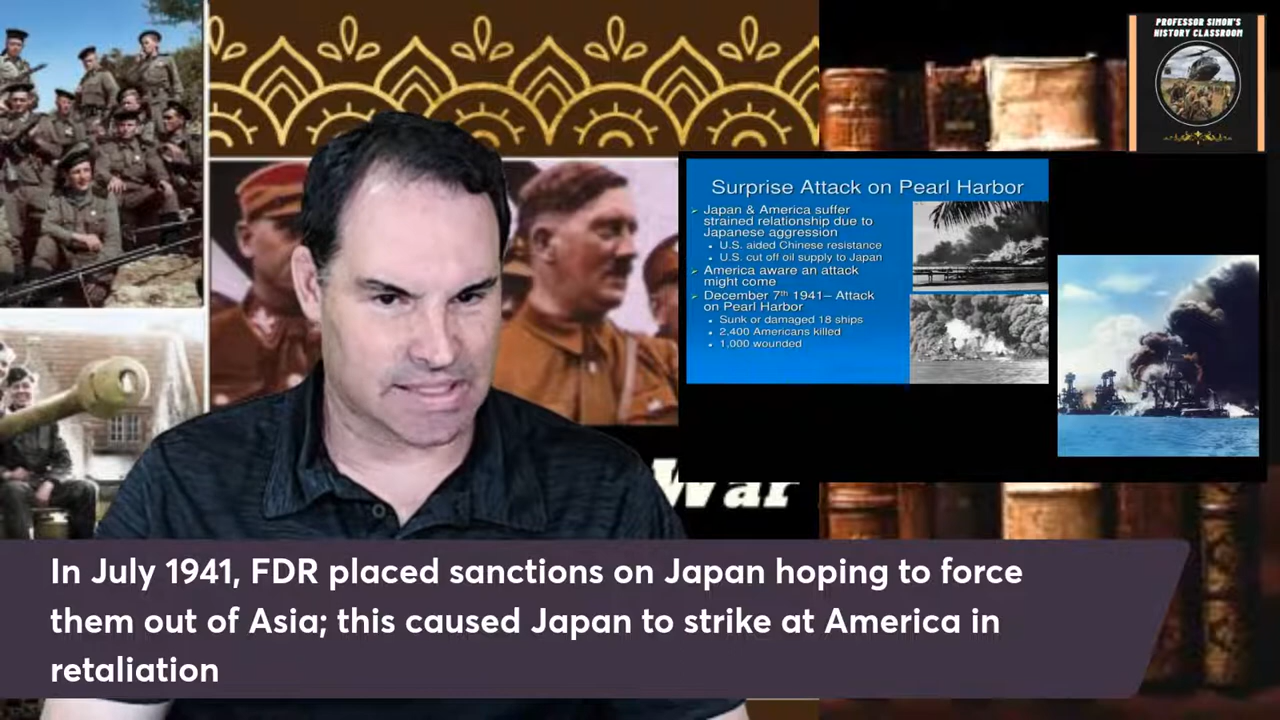 PROFESSOR SIMON'S
HISTORY CLASSROOM
Surprise Attack on Pearl Harbor
Japan & America suffer
strained relationship due to
Japanese aggression
U.S. aided Chinese resistance
U.S. cut off oil supply to Japan
America aware an attack
might come
December 7th 1941– Attack
on Pearl Harbor
Sunk or damaged 18 ships
2,400 Americans killed
1,000 wounded
War
In July 1941, FDR placed sanctions on Japan hoping to force
them out of Asia; this caused Japan to strike at America in
retaliation